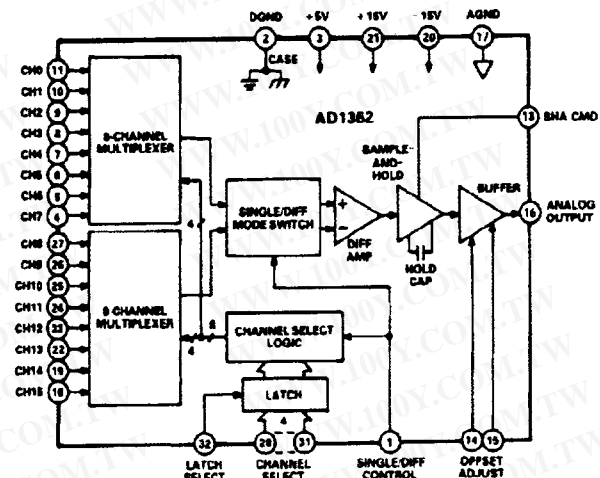 DGND +5V +15V -15V AGND
2 3 21 20 17
CASE
AD1362
CH0 11
CH1 10
CH2 9
CH3 8
CH4 7
CH5 6
CH6 5
CH7 4
8-CHANNEL
MULTIPLEXER
CH8 27
CH9 26
CH10 25
CH11 24
CH12 23
CH13 22
CH14 19
CH15 18
8-CHANNEL
MULTIPLEXER
4
SINGLE/DIFF
MODE SWITCH
+
-
DIFF
AMP
SAMPLE-
AND-
HOLD
HOLD
CAP
BUFFER
13 SHA CMD
16 ANALOG
OUTPUT
8
4
CHANNEL SELECT
LOGIC
LATCH
4
32 28 31 1 14 15
LATCH
SELECT
CHANNEL
SELECT
SINGLE/DIFF
CONTROL
OFFSET
ADJUST
WWW.100Y.COM.TW